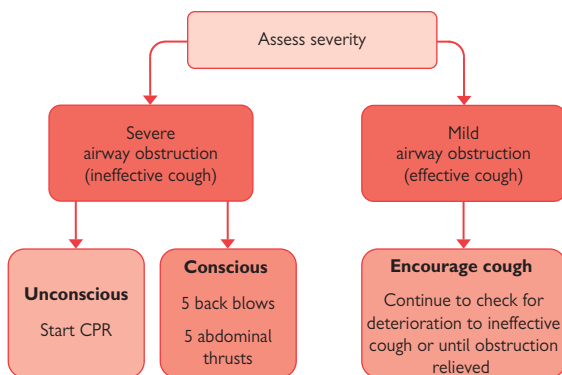 Assess severity
Severe
airway obstruction
(ineffective cough)
Mild
airway obstruction
(effective cough)
Unconscious
Start CPR
Conscious
5 back blows
5 abdominal
thrusts
Encourage cough
Continue to check for
deterioration to ineffective
cough or until obstruction
relieved